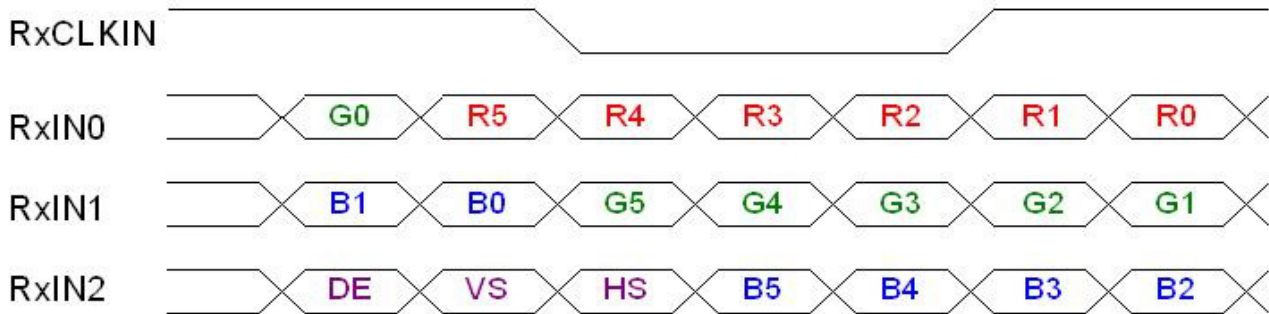 RxCLKIN
RxIN0 G0 R5 R4 R3 R2 R1 R0
RxIN1 B1 B0 G5 G4 G3 G2 G1
RxIN2 DE VS HS B5 B4 B3 B2